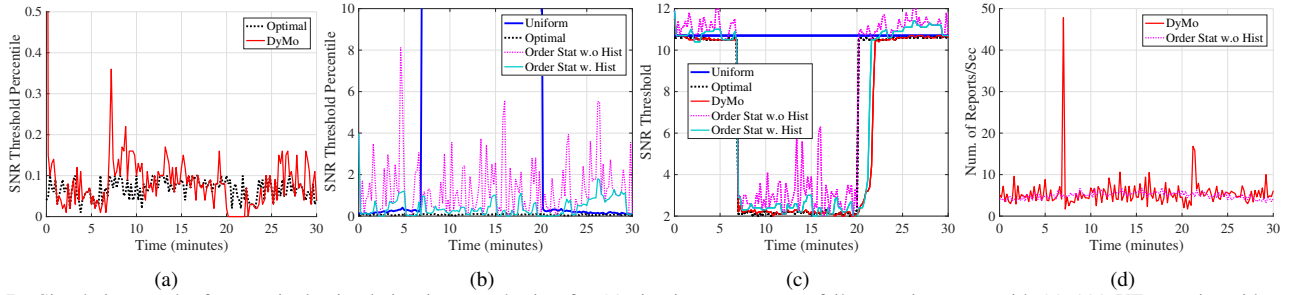 SNR Threshold Percentile
0.5
0.4
0.3
0.2
0.1
0
0 5 10 15 20 25 30
Time (minutes)
Optimal
DyMo
(a)
SNR Threshold Percentile
10
8
6
4
2
0
0 5 10 15 20 25 30
Time (minutes)
Uniform
Optimal
Order Stat w.o Hist
Order Stat w. Hist
(b)
SNR Threshold
12
10
8
6
4
2
0 5 10 15 20 25 30
Time (minutes)
Uniform
Optimal
DyMo
Order Stat w.o Hist
Order Stat w. Hist
(c)
Num. of Reports/Sec
50
40
30
20
10
0
0 5 10 15 20 25 30
Time (minutes)
DyMo
Order Stat w.o Hist
(d)